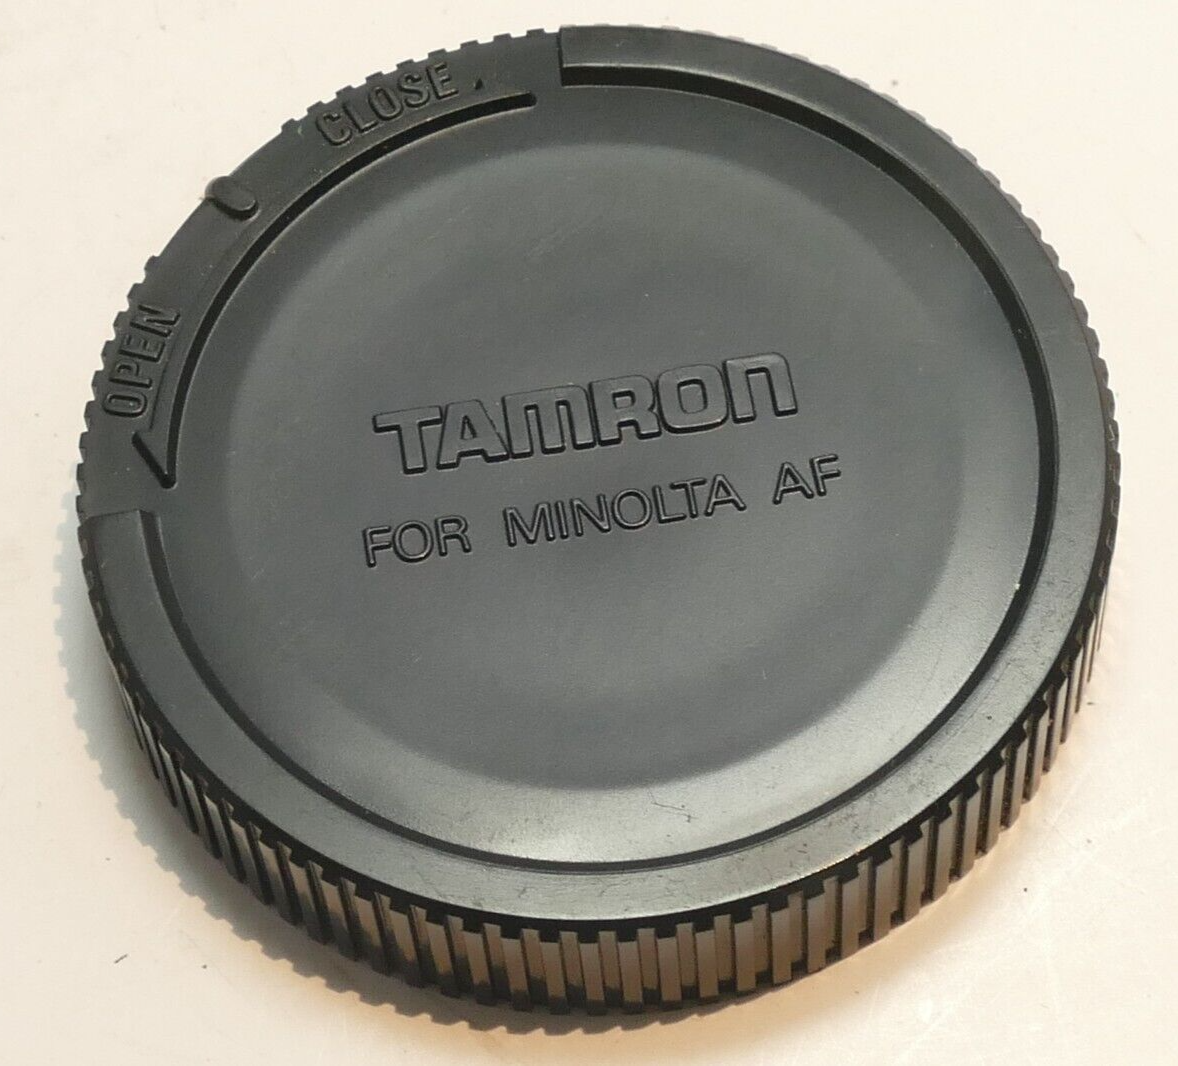 CLOSE
OPEN
TAMRON
FOR MINOLTA AF